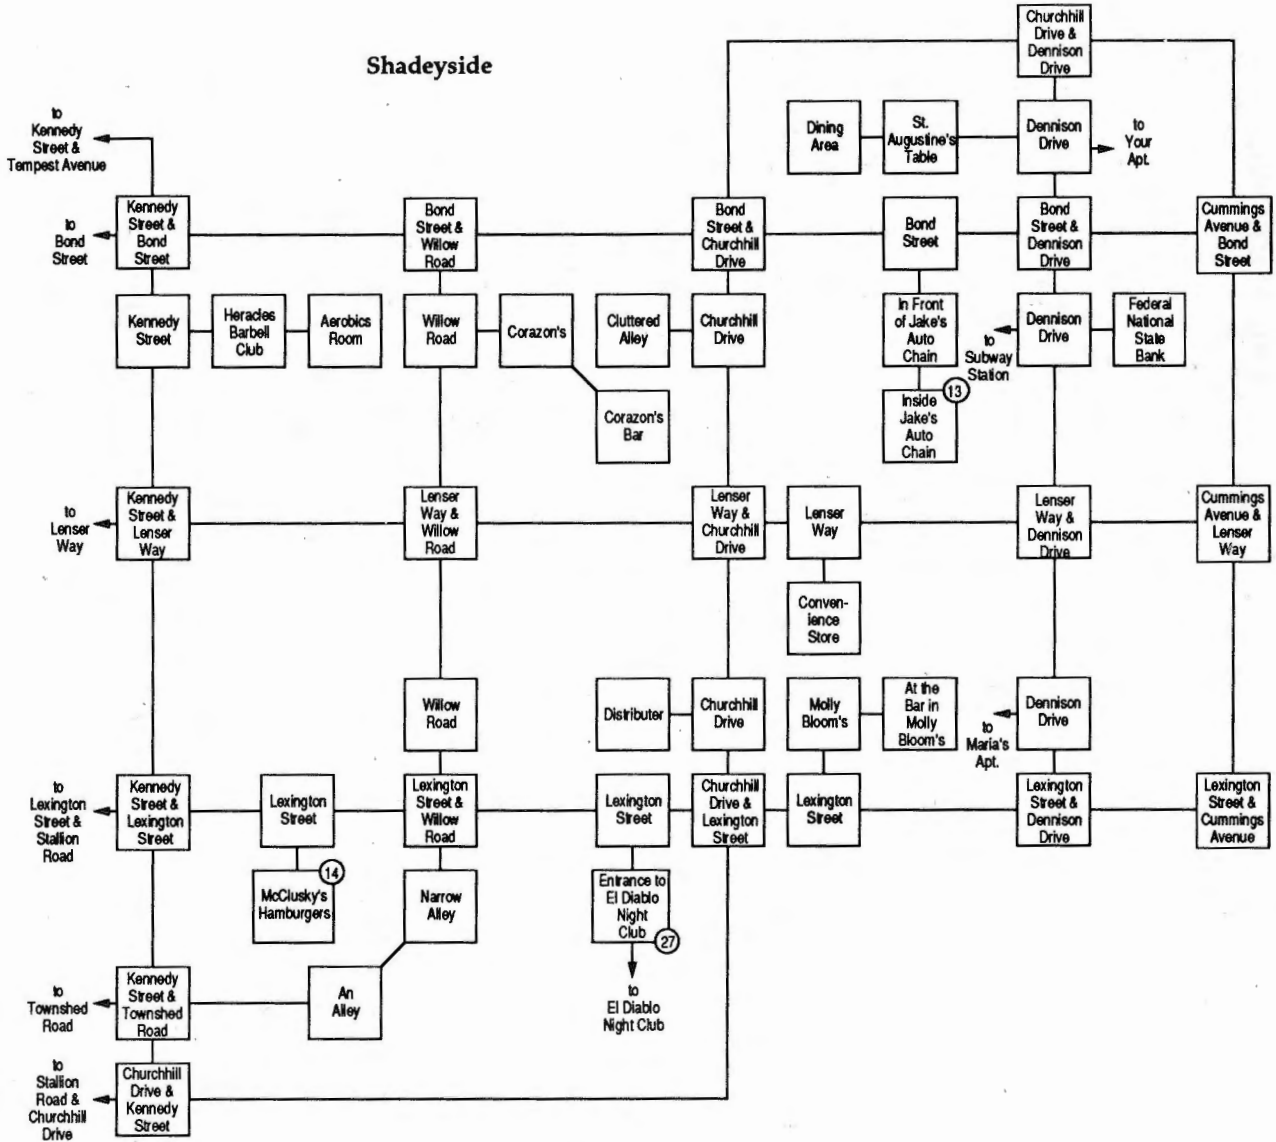 Shadeyside
Churchhill
Drive &
Dennison
Drive
to
Kennedy
Street &
Tempest Avenue
Dining
Area
St.
Augustine's
Table
Dennison
Drive
to
Your
Apt.
to
Bond
Street
Kennedy
Street &
Bond
Street
Bond
Street &
Willow
Road
Bond
Street &
Churchhill
Drive
Bond
Street
Bond
Street &
Dennison
Drive
Cummings
Avenue &
Bond
Street
Kennedy
Street
Heracles
Barbell
Club
Aerobics
Room
Willow
Road
Corazon's
Cluttered
Alley
Churchhill
Drive
In Front
of Jake's
Auto
Chain
to
Subway
Station
Dennison
Drive
Federal
National
State
Bank
Corazon's
Bar
13
Inside
Jake's
Auto
Chain
to
Lenser
Way
Kennedy
Street &
Lenser
Way
Lenser
Way &
Willow
Road
Lenser
Way &
Churchhill
Drive
Lenser
Way
Lenser
Way &
Dennison
Drive
Cummings
Avenue &
Lenser
Way
Conven-
ience
Store
Willow
Road
Distributer
Churchhill
Drive
Molly
Bloom's
At the
Bar in
Molly
Bloom's
to
Maria's
Apt.
Dennison
Drive
to
Lexington
Street &
Stallion
Road
Kennedy
Street &
Lexington
Street
Lexington
Street
Lexington
Street &
Willow
Road
Lexington
Street
Churchhill
Drive &
Lexington
Street
Lexington
Street
Lexington
Street &
Dennison
Drive
Lexington
Street &
Cummings
Avenue
14
McClusky's
Hamburgers
Narrow
Alley
Entrance to
El Diablo
Night
Club
27
to
Townshed
Road
Kennedy
Street &
Townshed
Road
An
Alley
to
El Diablo
Night Club
to
Stallion
Road &
Churchhill
Drive
Churchhill
Drive &
Kennedy
Street